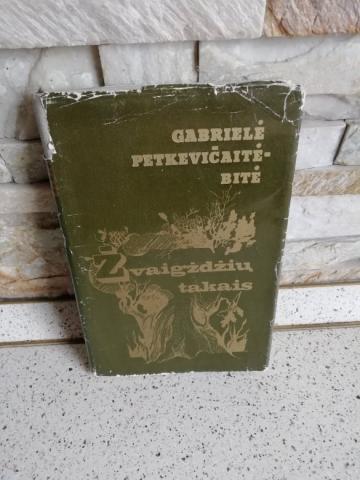 GABRIELĖ
PETKEVIČAITĖ-
BITĖ
Žvaigždžių
takais